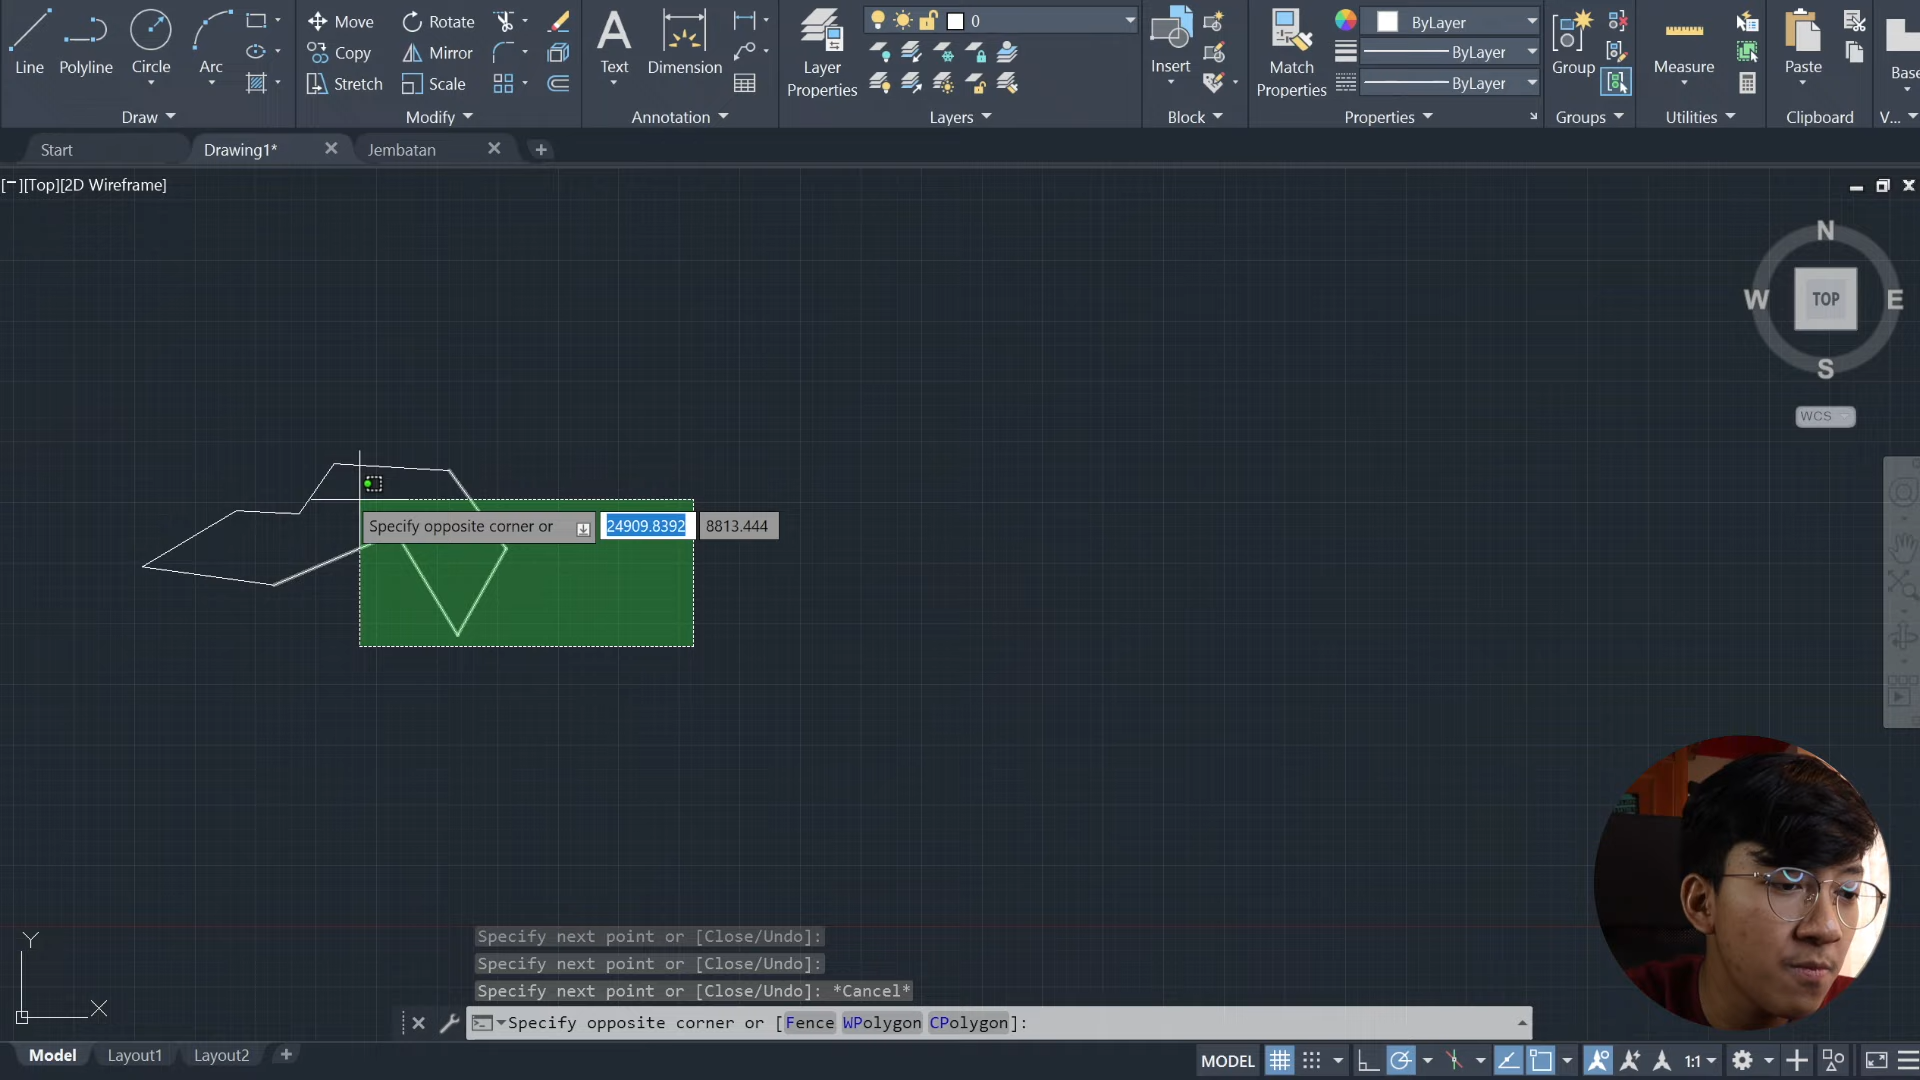 Move Rotate
Copy Mirror
Stretch Scale
Line Polyline Circle Arc
Text Dimension
Layer
Properties
0
Insert
Match
Properties
ByLayer
ByLayer
ByLayer
Group Measure Paste Base
Draw Modify Annotation Layers Block Properties Groups Utilities Clipboard V...
Start Drawing1* Jembatan
[−][Top][2D Wireframe]
N
W TOP E
S
WCS
Specify opposite corner or 24909.8392 8813.444
Y
X
Specify next point or [Close/Undo]:
Specify next point or [Close/Undo]:
Specify next point or [Close/Undo]: *Cancel*
Specify opposite corner or [Fence WPolygon CPolygon]:
Model Layout1 Layout2
MODEL 1:1